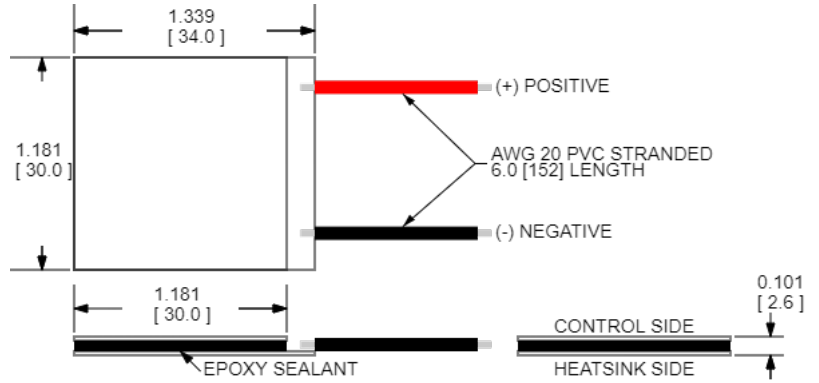 1.339
[ 34.0 ]
(+) POSITIVE
1.181
[ 30.0 ]
AWG 20 PVC STRANDED
6.0 [152] LENGTH
(-) NEGATIVE
1.181
[ 30.0 ]
0.101
[ 2.6 ]
CONTROL SIDE
EPOXY SEALANT
HEATSINK SIDE